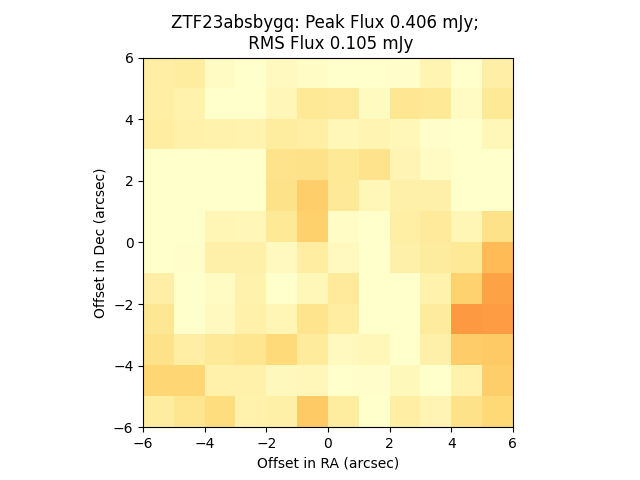 ZTF23absbygq: Peak Flux 0.406 mJy;
RMS Flux 0.105 mJy
6
4
2
0
−2
−4
−6
Offset in Dec (arcsec)
−6 −4 −2 0 2 4 6
Offset in RA (arcsec)